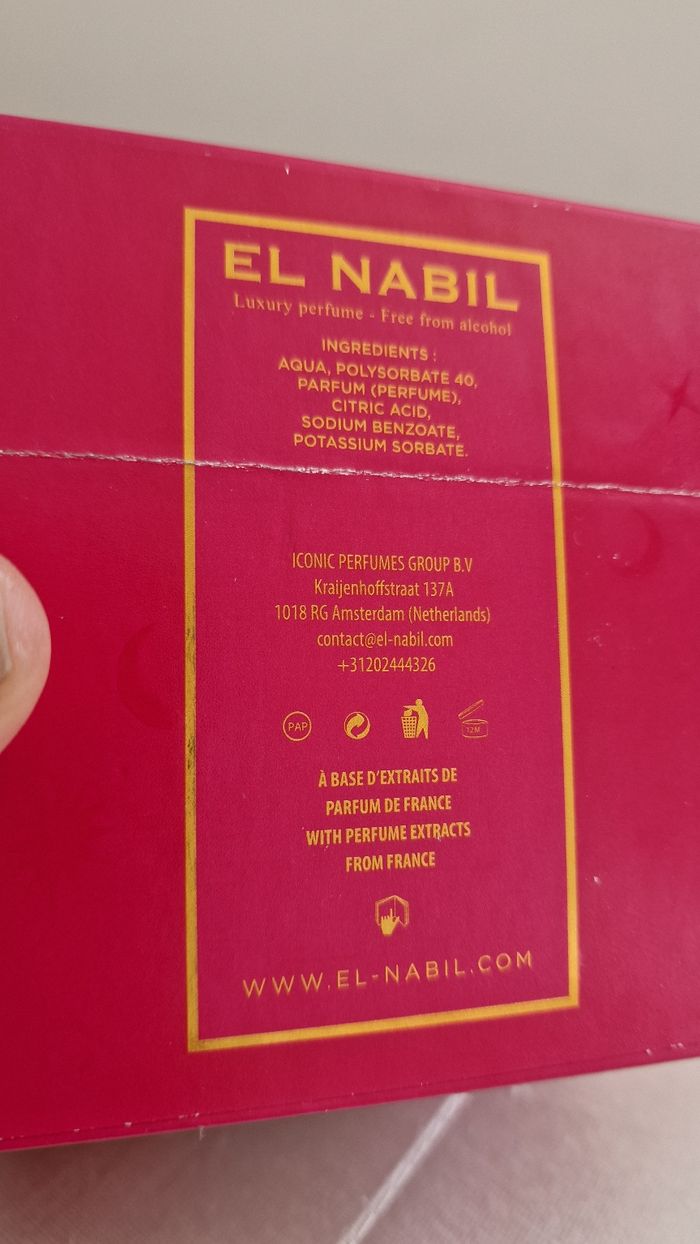 EL NABIL
Luxury perfume - Free from alcohol
INGREDIENTS :
AQUA, POLYSORBATE 40,
PARFUM (PERFUME),
CITRIC ACID,
SODIUM BENZOATE,
POTASSIUM SORBATE.
ICONIC PERFUMES GROUP B.V
Kraijenhoffstraat 137A
1018 RG Amsterdam (Netherlands)
contact@el-nabil.com
+31202444326
PAP
12M
À BASE D'EXTRAITS DE
PARFUM DE FRANCE
WITH PERFUME EXTRACTS
FROM FRANCE
WWW.EL-NABIL.COM